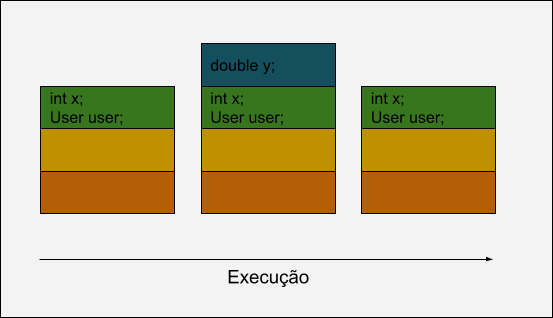 int x;
User user;
double y;
int x;
User user;
int x;
User user;
Execução